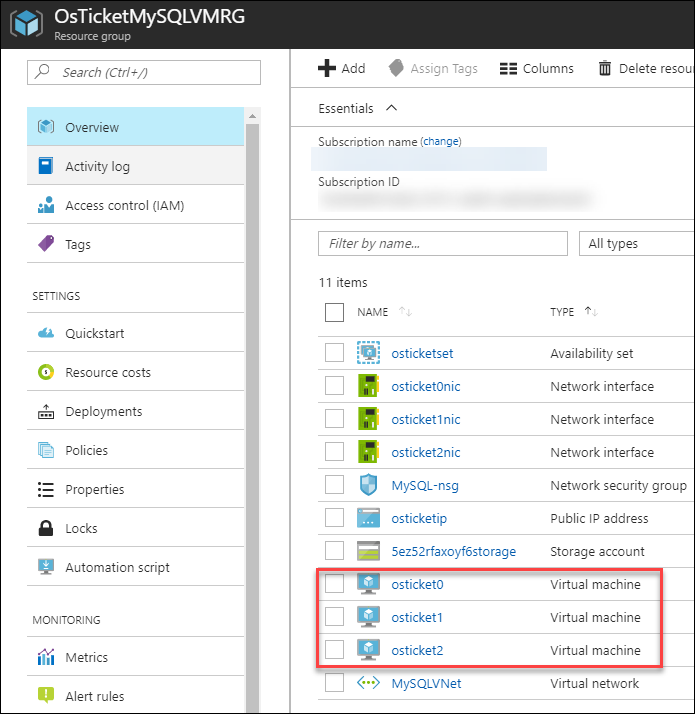 OsTicketMySQLVMRG
Resource group
Search (Ctrl+/)
Overview
Activity log
Access control (IAM)
Tags
SETTINGS
Quickstart
Resource costs
Deployments
Policies
Properties
Locks
Automation script
MONITORING
Metrics
Alert rules
Add Assign Tags Columns Delete resou
Essentials
Subscription name (change)
Subscription ID
Filter by name... All types
11 items
NAME TYPE
osticketset Availability set
osticket0nic Network interface
osticket1nic Network interface
osticket2nic Network interface
MySQL-nsg Network security group
osticketip Public IP address
5ez52rfaxoyf6storage Storage account
osticket0 Virtual machine
osticket1 Virtual machine
osticket2 Virtual machine
MySQLVNet Virtual network